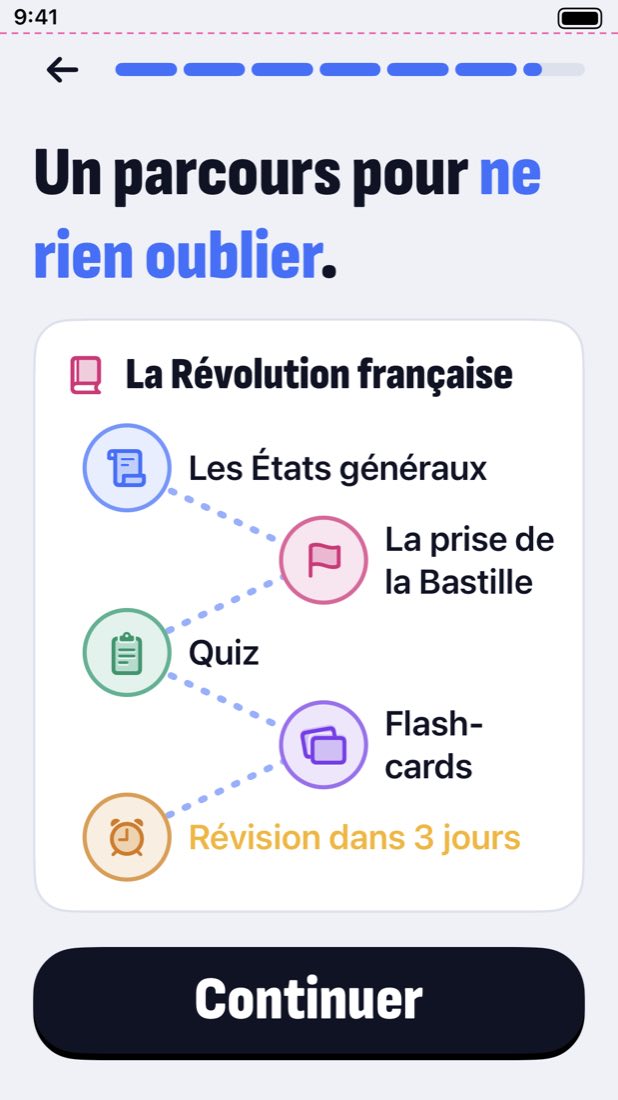 9:41
Un parcours pour ne
rien oublier.
La Révolution française
Les États généraux
La prise de
la Bastille
Quiz
Flash-
cards
Révision dans 3 jours
Continuer